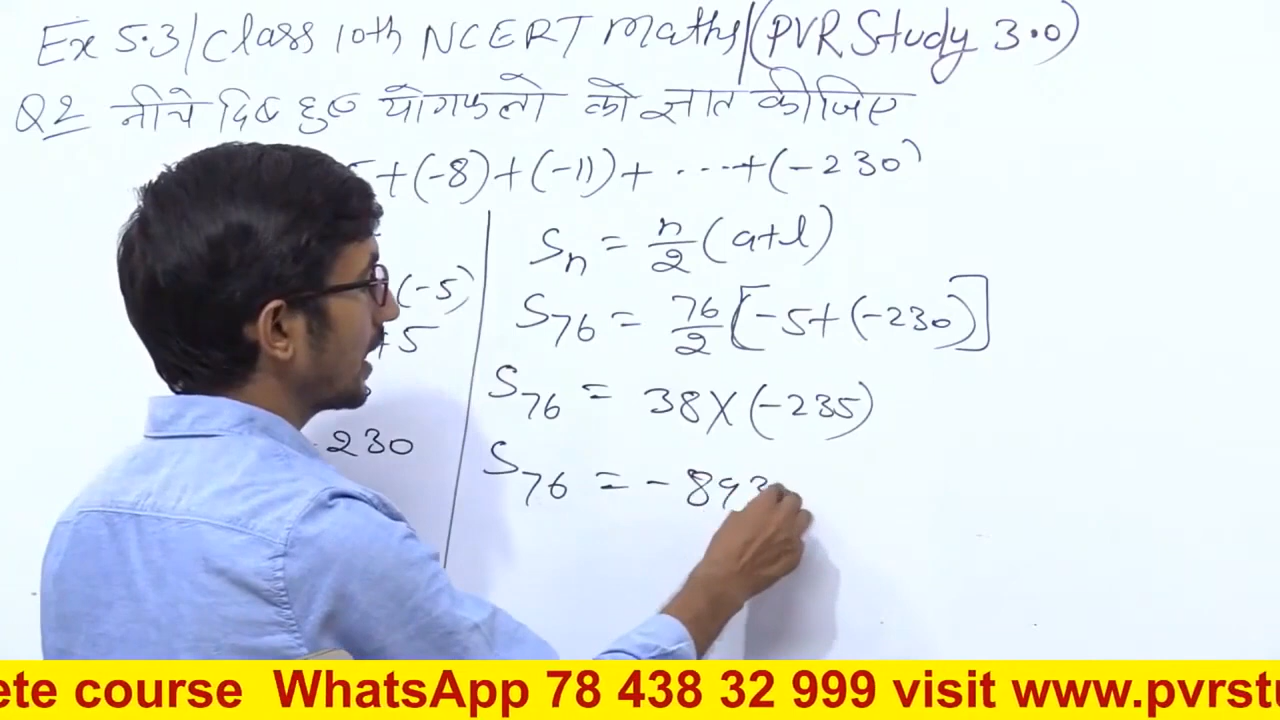 Ex 5.3/Class 10th NCERT Maths/(PVR Study 3.0)
Q2 नीचे दिए हुए योगफलो को ज्ञात कीजिए
+(-8)+(-11)+ ....+(-230)
(-5)
+5
-230
Sn = n/2 (a+l)
S76 = 76/2 [-5+(-230)]
S76 = 38X(-235)
S76 = -893
ete course WhatsApp 78 438 32 999 visit www.pvrstu